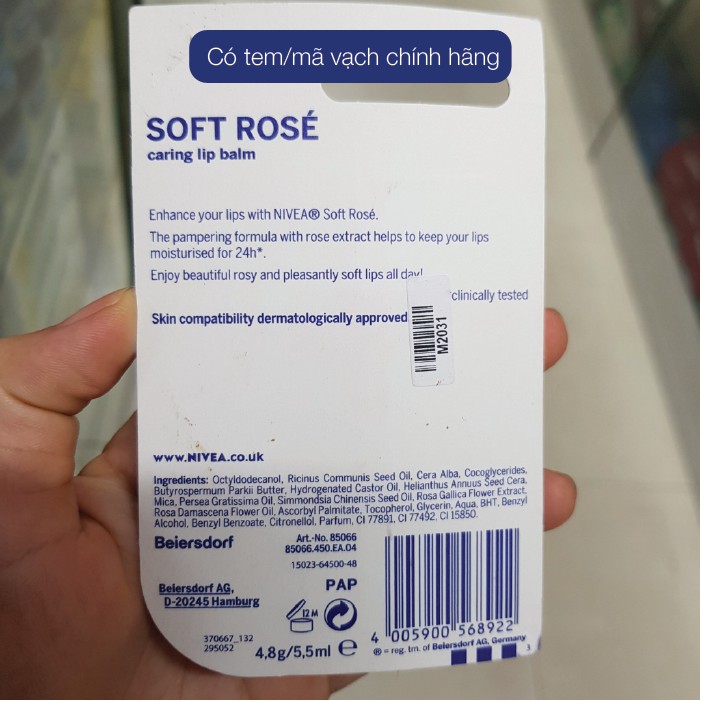 Có tem/mã vạch chính hãng
SOFT ROSÉ
caring lip balm
Enhance your lips with NIVEA® Soft Rosé.
The pampering formula with rose extract helps to keep your lips
moisturised for 24h*.
Enjoy beautiful rosy and pleasantly soft lips all day!
*clinically tested
Skin compatibility dermatologically approved
M2031
www.NIVEA.co.uk
Ingredients: Octyldodecanol, Ricinus Communis Seed Oil, Cera Alba, Cocoglycerides,
Butyrospermum Parkii Butter, Hydrogenated Castor Oil, Helianthus Annuus Seed Cera,
Mica, Persea Gratissima Oil, Simmondsia Chinensis Seed Oil, Rosa Gallica Flower Extract,
Rosa Damascena Flower Oil, Ascorbyl Palmitate, Tocopherol, Glycerin, Aqua, BHT, Benzyl
Alcohol, Benzyl Benzoate, Citronellol, Parfum, CI 77891, CI 77492, CI 15850.
Beiersdorf
Art.-No. 85066
85066.450.EA.04
15023-64500-48
Beiersdorf AG,
D-20245 Hamburg
PAP
12 M
370667_132
295052
4,8g/5,5ml e
4 005900 568922
® = reg. tm. of Beiersdorf AG, Germany
3